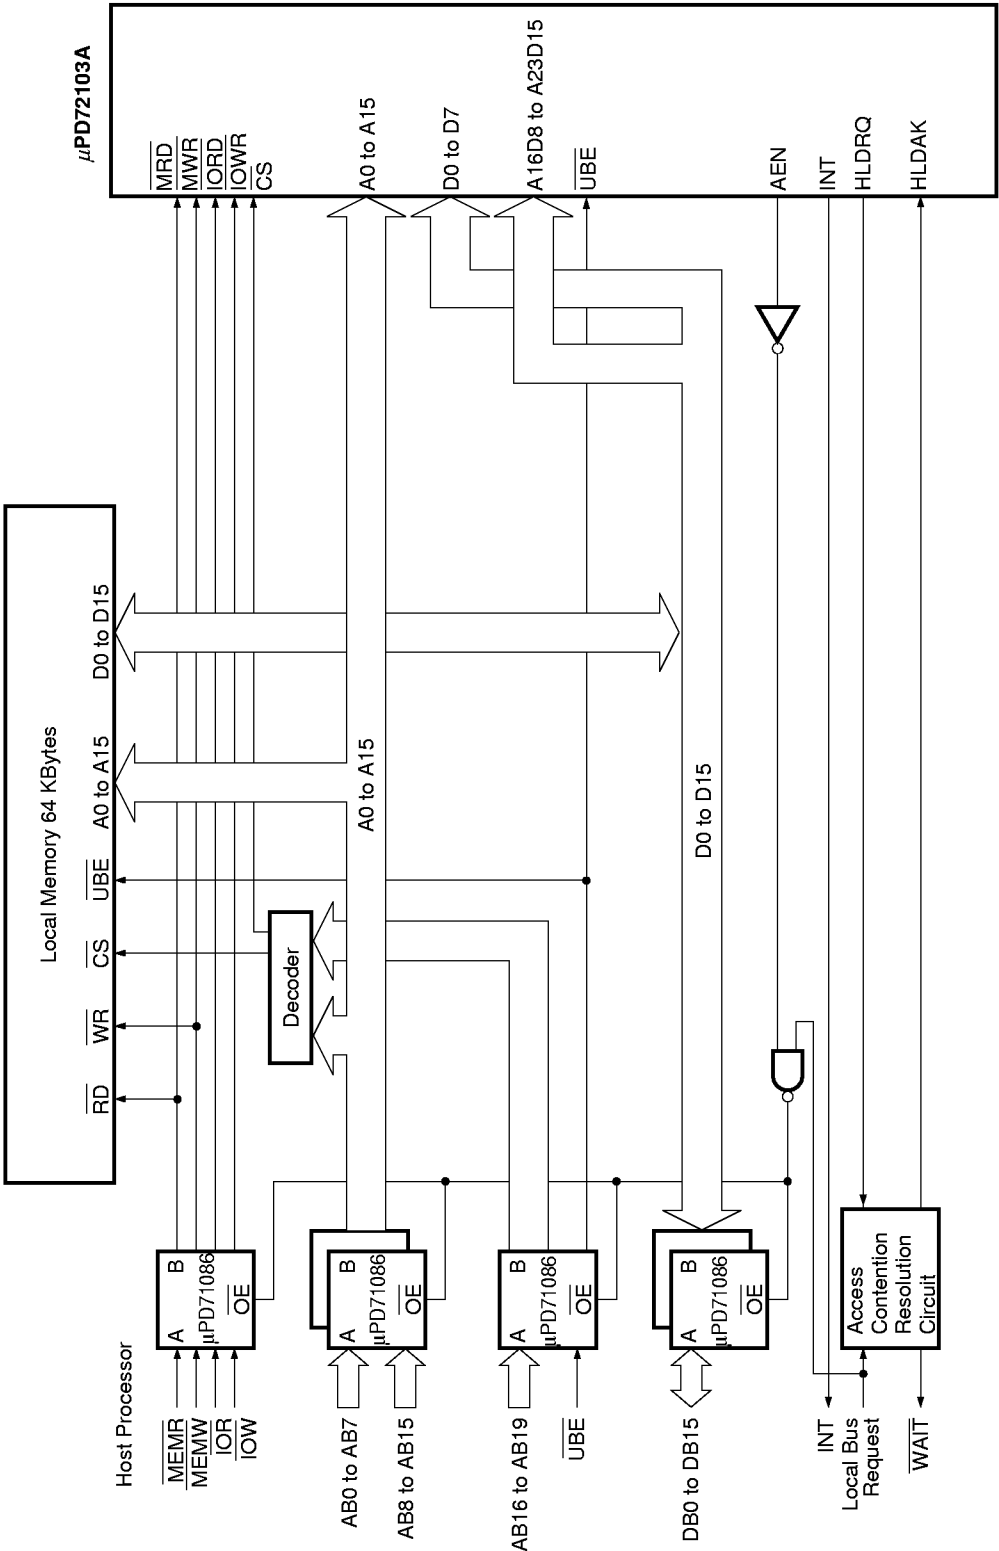 Host Processor
MEMR
MEMW
IOR
IOW
A
B
μPD71086
OE
AB0 to AB7
AB8 to AB15
A
B
μPD71086
OE
AB16 to AB19
UBE
A
B
μPD71086
OE
DB0 to DB15
A
B
μPD71086
OE
INT
Local Bus
Request
WAIT
Access
Contention
Resolution
Circuit
Local Memory 64 KBytes
RD
WR
CS
UBE
A0 to A15
D0 to D15
Decoder
A0 to A15
D0 to D15
μPD72103A
MRD
MWR
IORD
IOWR
CS
A0 to A15
D0 to D7
A16D8 to A23D15
UBE
AEN
INT
HLDRQ
HLDAK